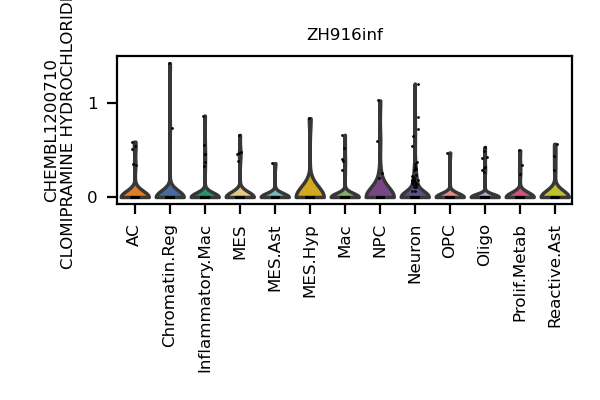 ZH916inf
CHEMBL1200710
CLOMIPRAMINE HYDROCHLORIDE
1
0
AC
Chromatin.Reg
Inflammatory.Mac
MES
MES.Ast
MES.Hyp
Mac
NPC
Neuron
OPC
Oligo
Prolif.Metab
Reactive.Ast